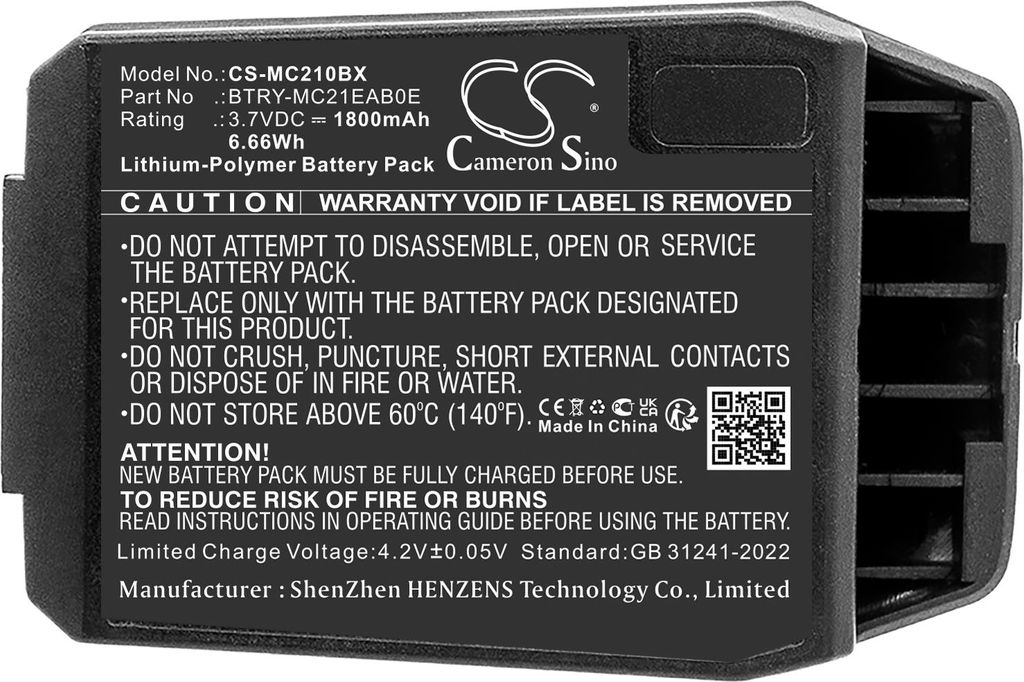 Model No.:CS-MC210BX
Part No .:BTRY-MC21EAB0E
Rating .:3.7VDC ⎓ 1800mAh
6.66Wh
Lithium-Polymer Battery Pack
CS
®
Cameron Sino
CAUTION WARRANTY VOID IF LABEL IS REMOVED
•DO NOT ATTEMPT TO DISASSEMBLE, OPEN OR SERVICE
THE BATTERY PACK.
•REPLACE ONLY WITH THE BATTERY PACK DESIGNATED
FOR THIS PRODUCT.
•DO NOT CRUSH, PUNCTURE, SHORT EXTERNAL CONTACTS
OR DISPOSE OF IN FIRE OR WATER.
•DO NOT STORE ABOVE 60⁰C (140⁰F).
CE UKCA
Made In China
ATTENTION!
NEW BATTERY PACK MUST BE FULLY CHARGED BEFORE USE.
TO REDUCE RISK OF FIRE OR BURNS
READ INSTRUCTIONS IN OPERATING GUIDE BEFORE USING THE BATTERY.
Limited Charge Voltage:4.2V±0.05V Standard:GB 31241-2022
Manufacturer : ShenZhen HENZENS Technology Co., Limited